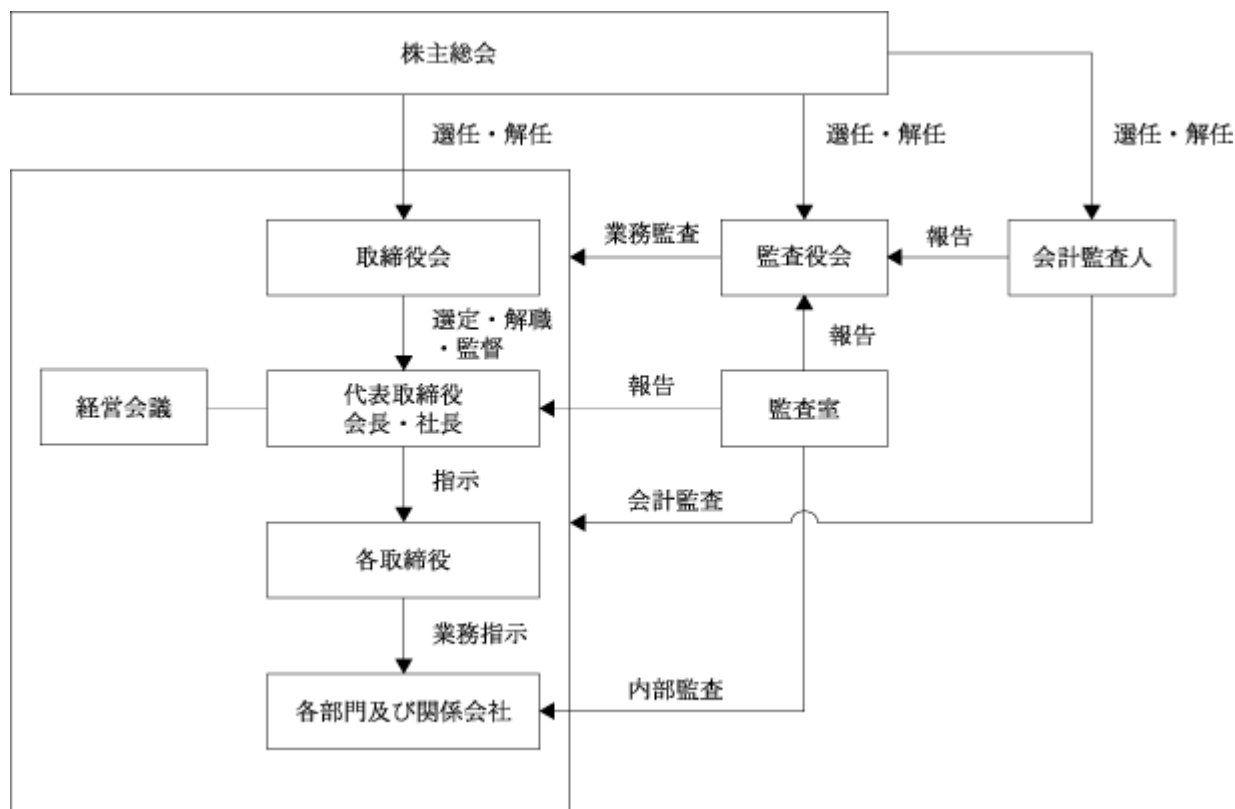 株主総会
選任・解任
選任・解任
選任・解任
取締役会
業務監査
監査役会
報告
会計監査人
選定・解職
・監督
報告
経営会議
代表取締役
会長・社長
報告
監査室
指示
会計監査
各取締役
業務指示
内部監査
各部門及び関係会社